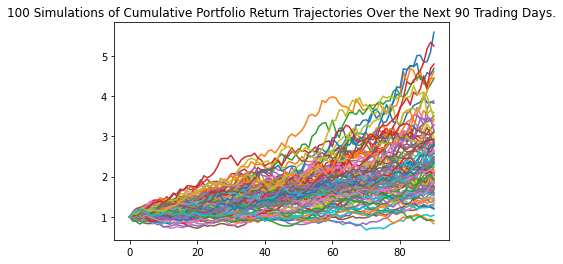 100 Simulations of Cumulative Portfolio Return Trajectories Over the Next 90 Trading Days.
5
4
3
2
1
0 20 40 60 80